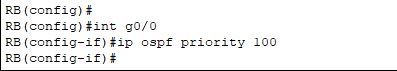 RB(config)#
RB(config)#int g0/0
RB(config-if)#ip ospf priority 100
RB(config-if)#